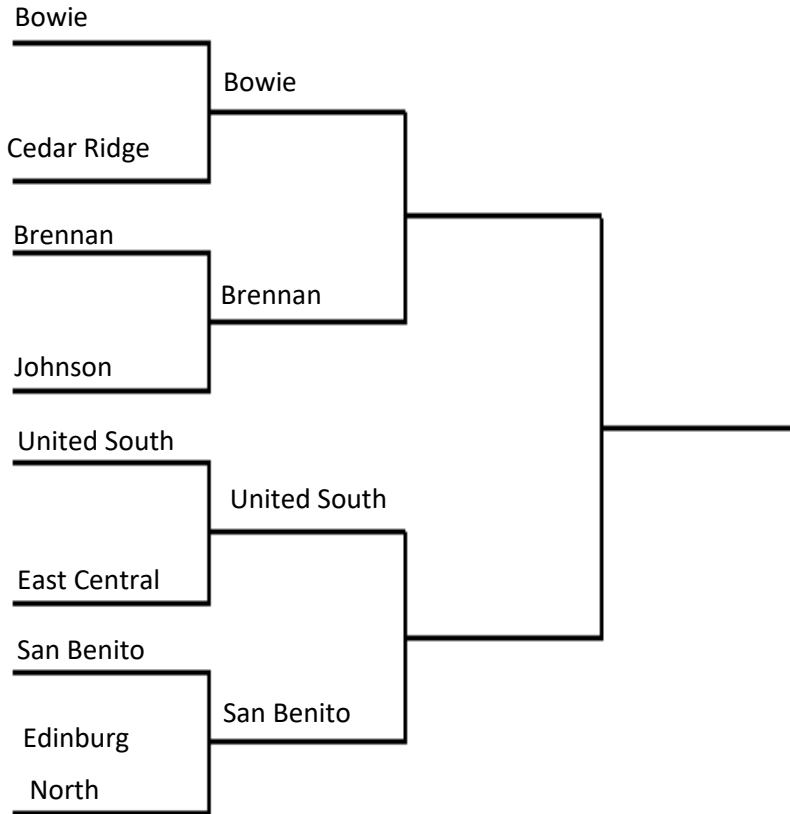 Bowie
Bowie
Cedar Ridge
Brennan
Brennan
Johnson
United South
United South
East Central
San Benito
San Benito
Edinburg
North